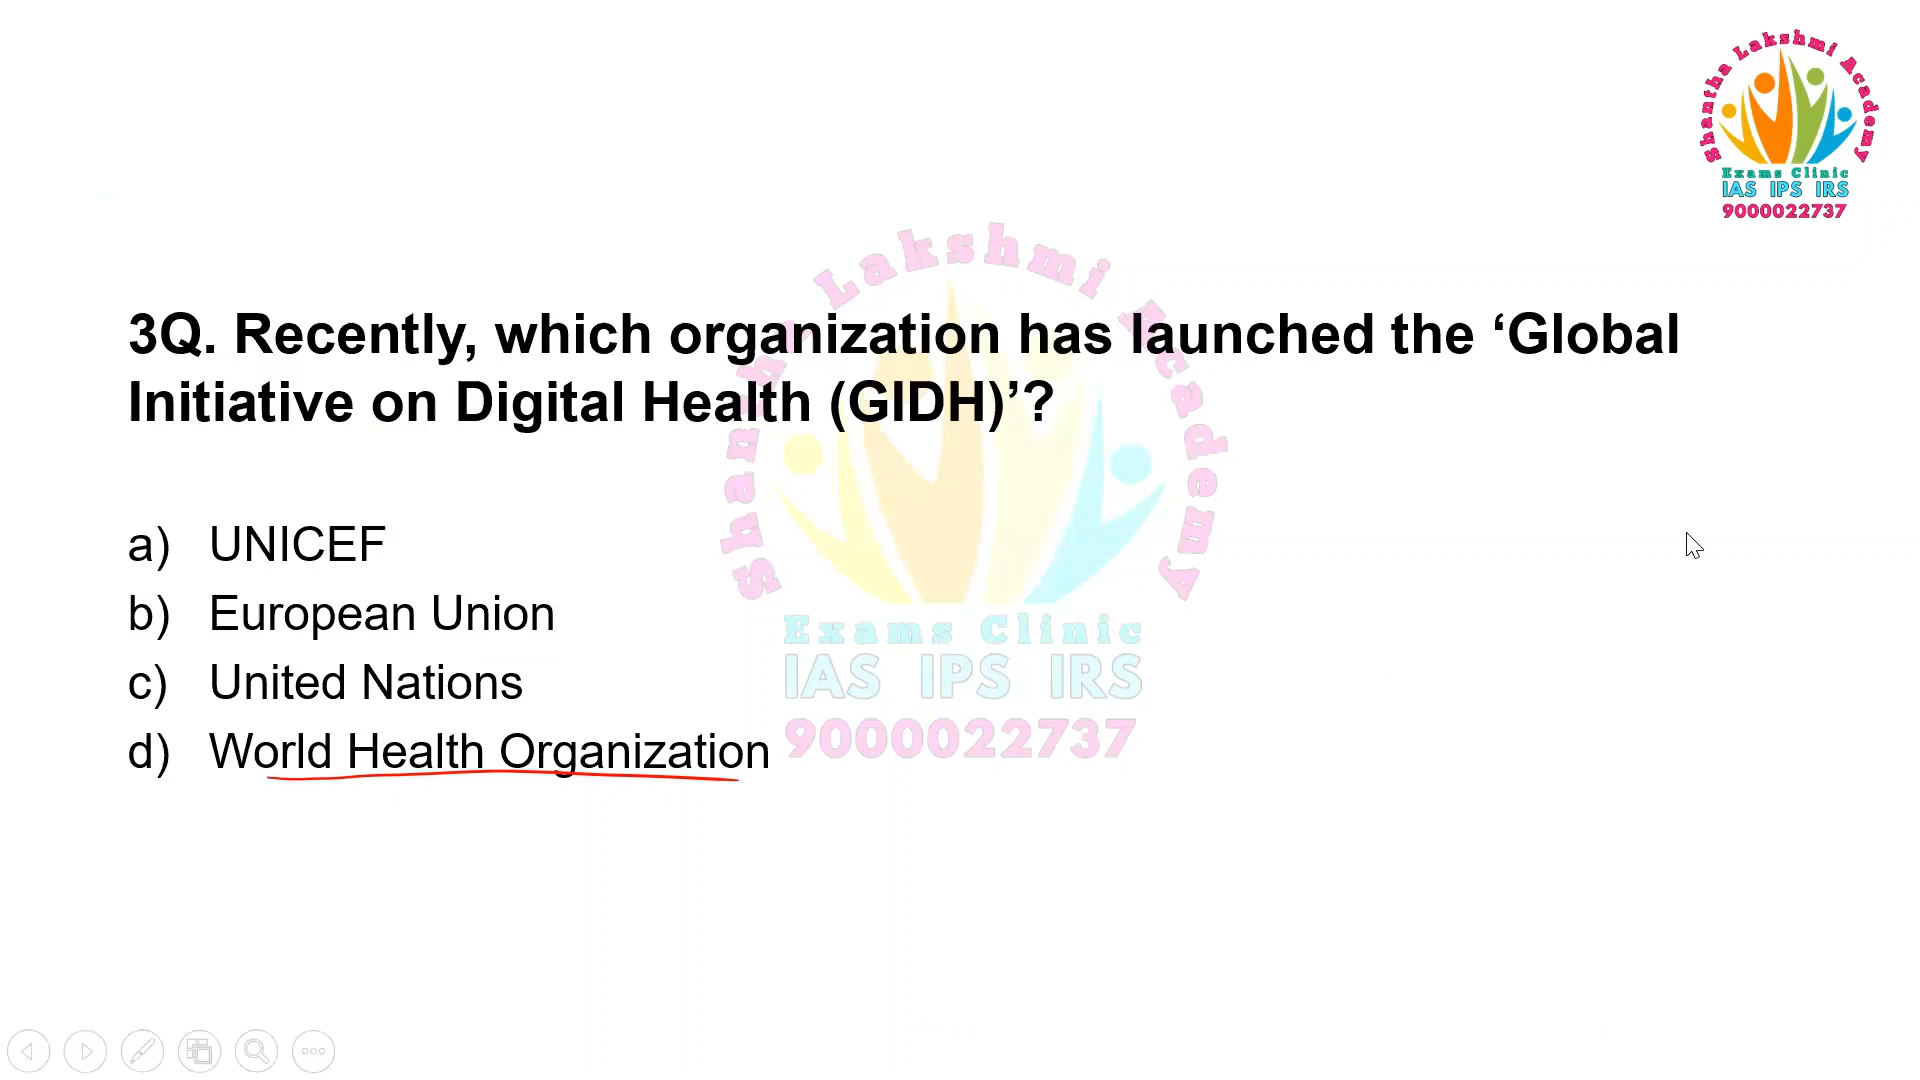 Shantha Lakshmi Academy
Exams Clinic
IAS IPS IRS
9000022737
3Q. Recently, which organization has launched the ‘Global
Initiative on Digital Health (GIDH)’?
a) UNICEF
b) European Union
c) United Nations
d) World Health Organization
Shantha Lakshmi Academy
Exams Clinic
IAS IPS IRS
9000022737